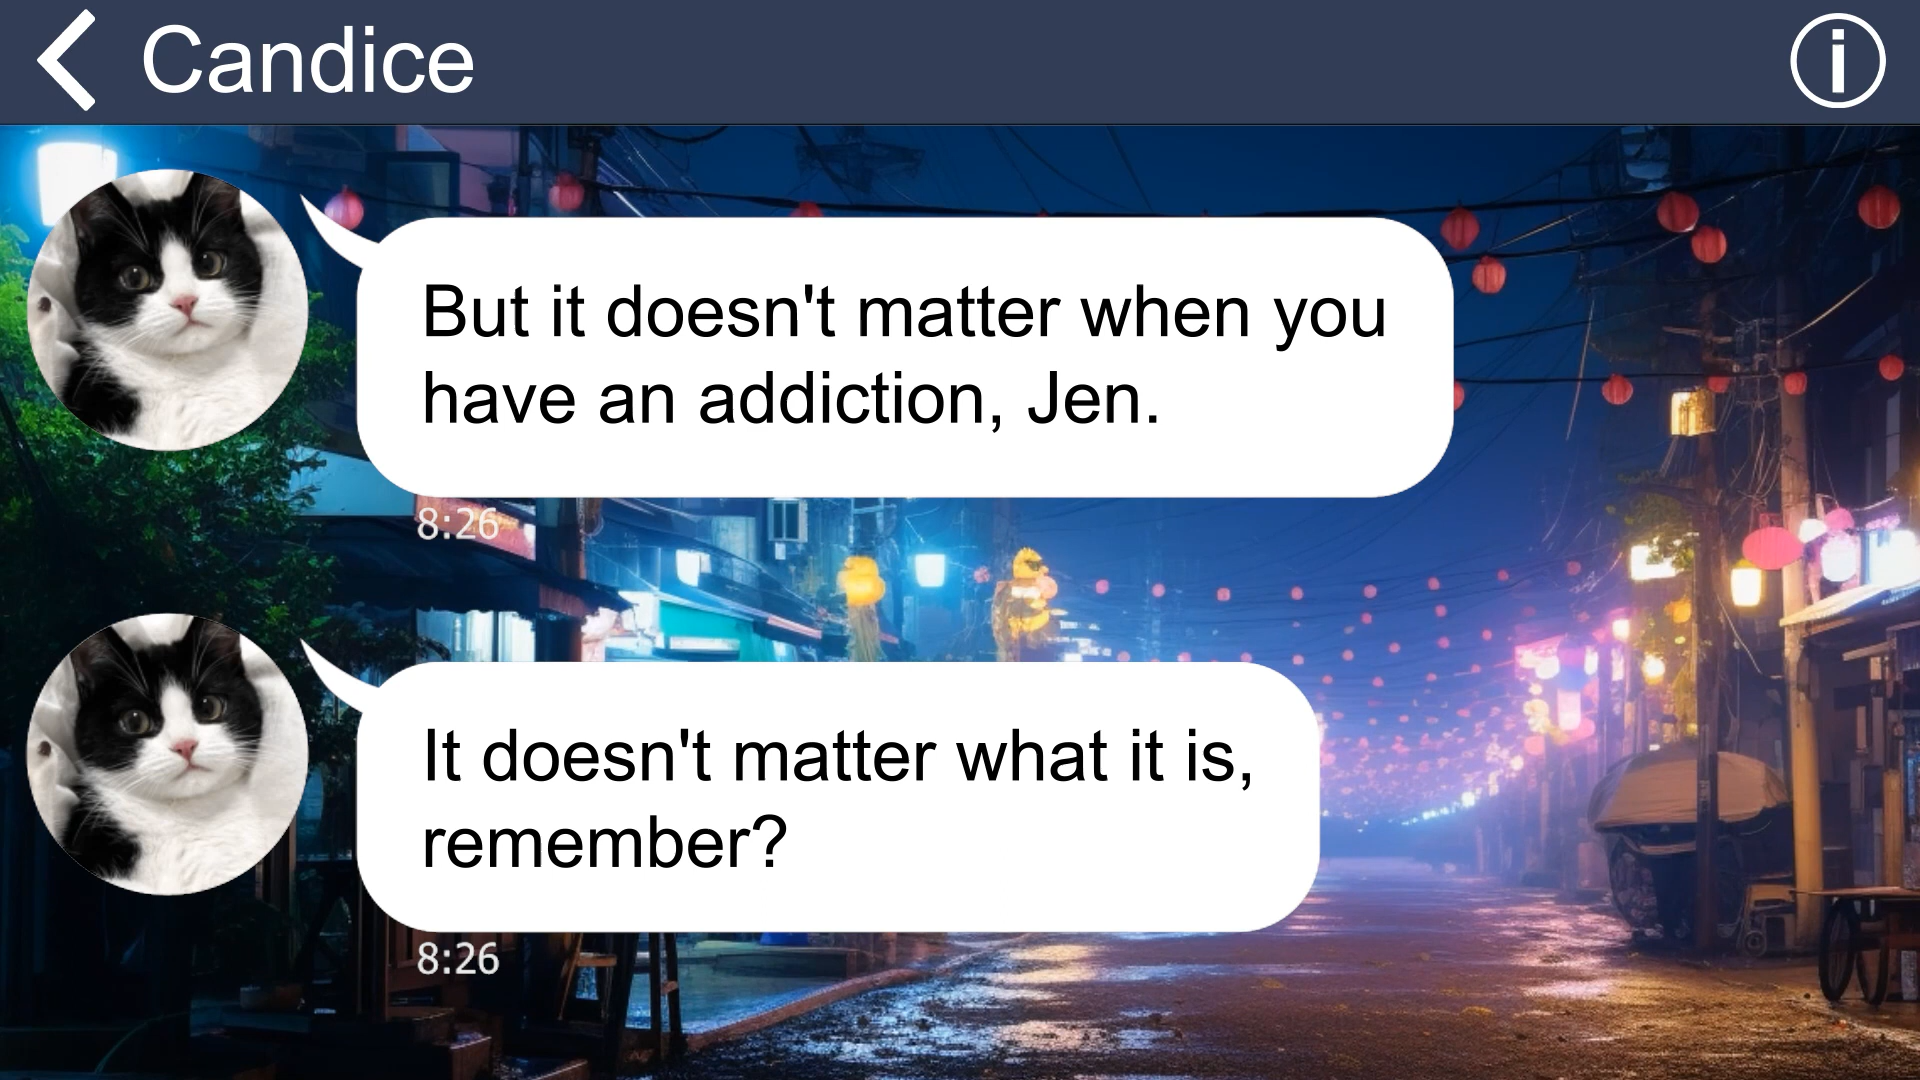 Candice
But it doesn't matter when you
have an addiction, Jen.
8:26
It doesn't matter what it is,
remember?
8:26